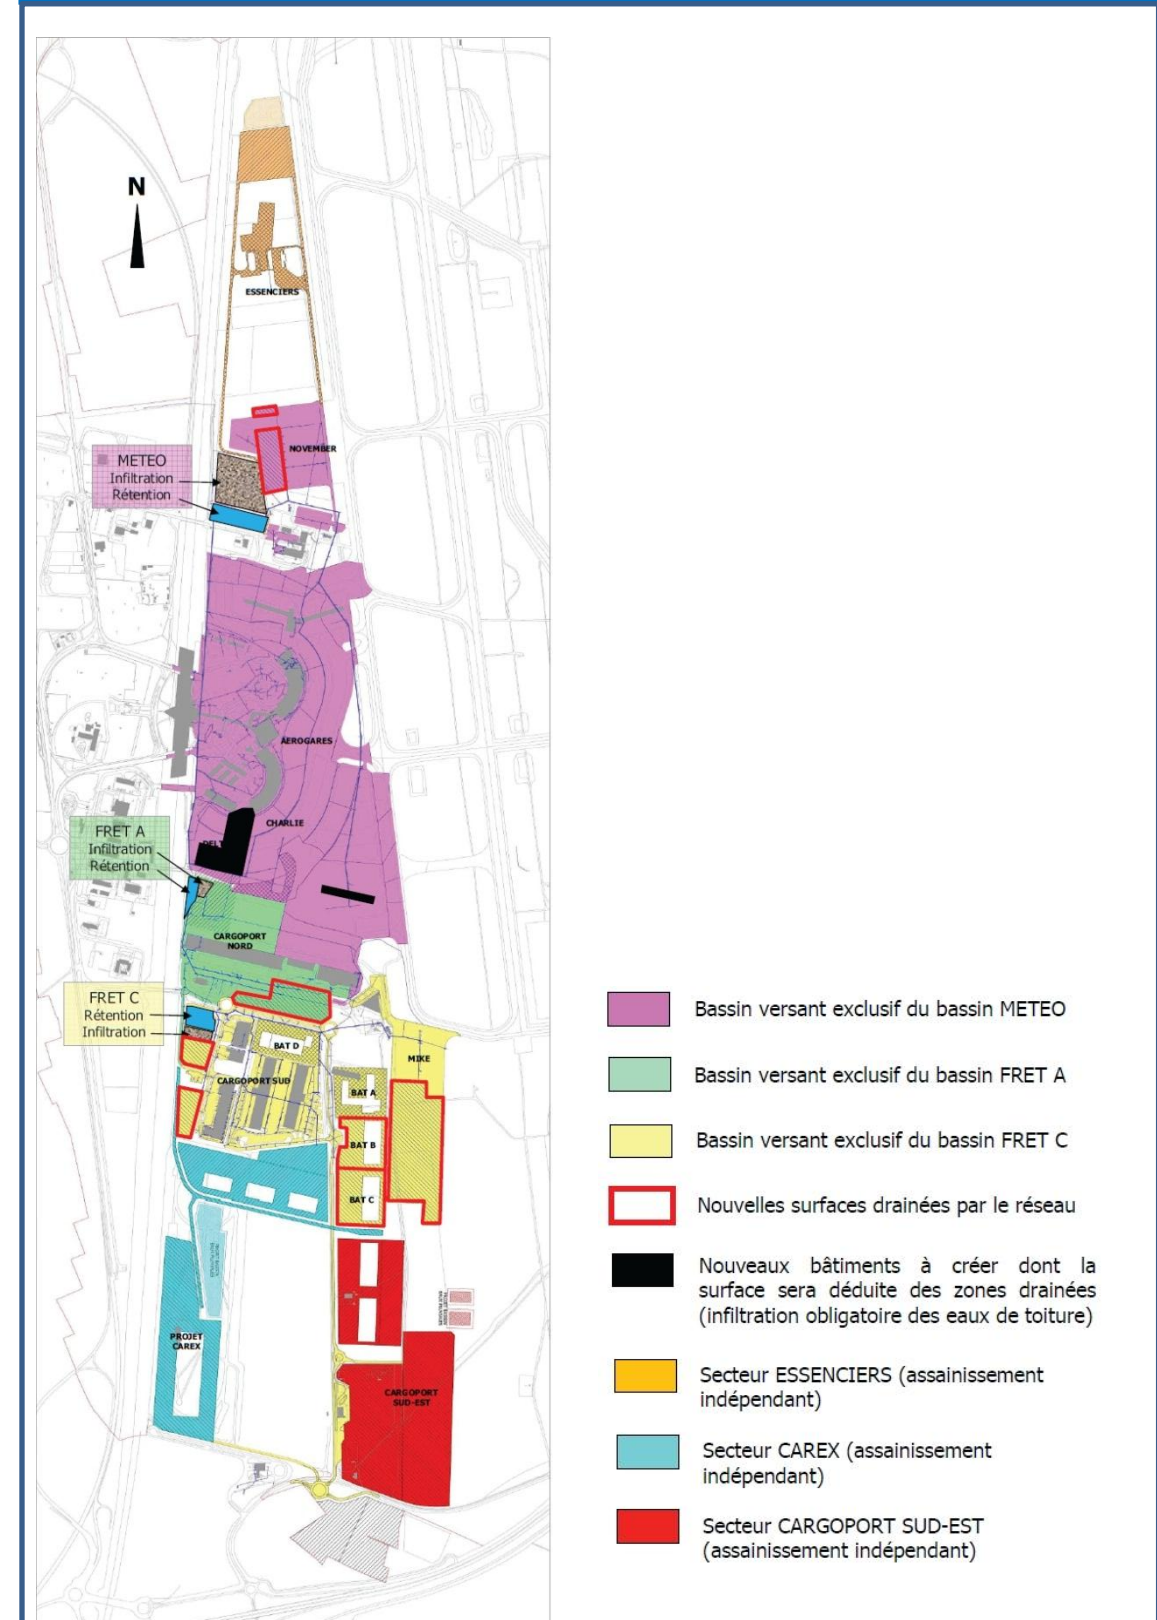 N
ESSENCIERS
NOVEMBER
METEO
Infiltration
Rétention
AEROGARES
CHARLIE
FRET A
Infiltration
Rétention
CARGOPORT
NORD
FRET C
Rétention
Infiltration
BAT D
MIKE
CARGOPORT SUD
BAT A
BAT B
BAT C
PROJET
CAREX
CARGOPORT
SUD-EST
Bassin versant exclusif du bassin METEO
Bassin versant exclusif du bassin FRET A
Bassin versant exclusif du bassin FRET C
Nouvelles surfaces drainées par le réseau
Nouveaux bâtiments à créer dont la
surface sera déduite des zones drainées
(infiltration obligatoire des eaux de toiture)
Secteur ESSENCIERS (assainissement
indépendant)
Secteur CAREX (assainissement
indépendant)
Secteur CARGOPORT SUD-EST
(assainissement indépendant)